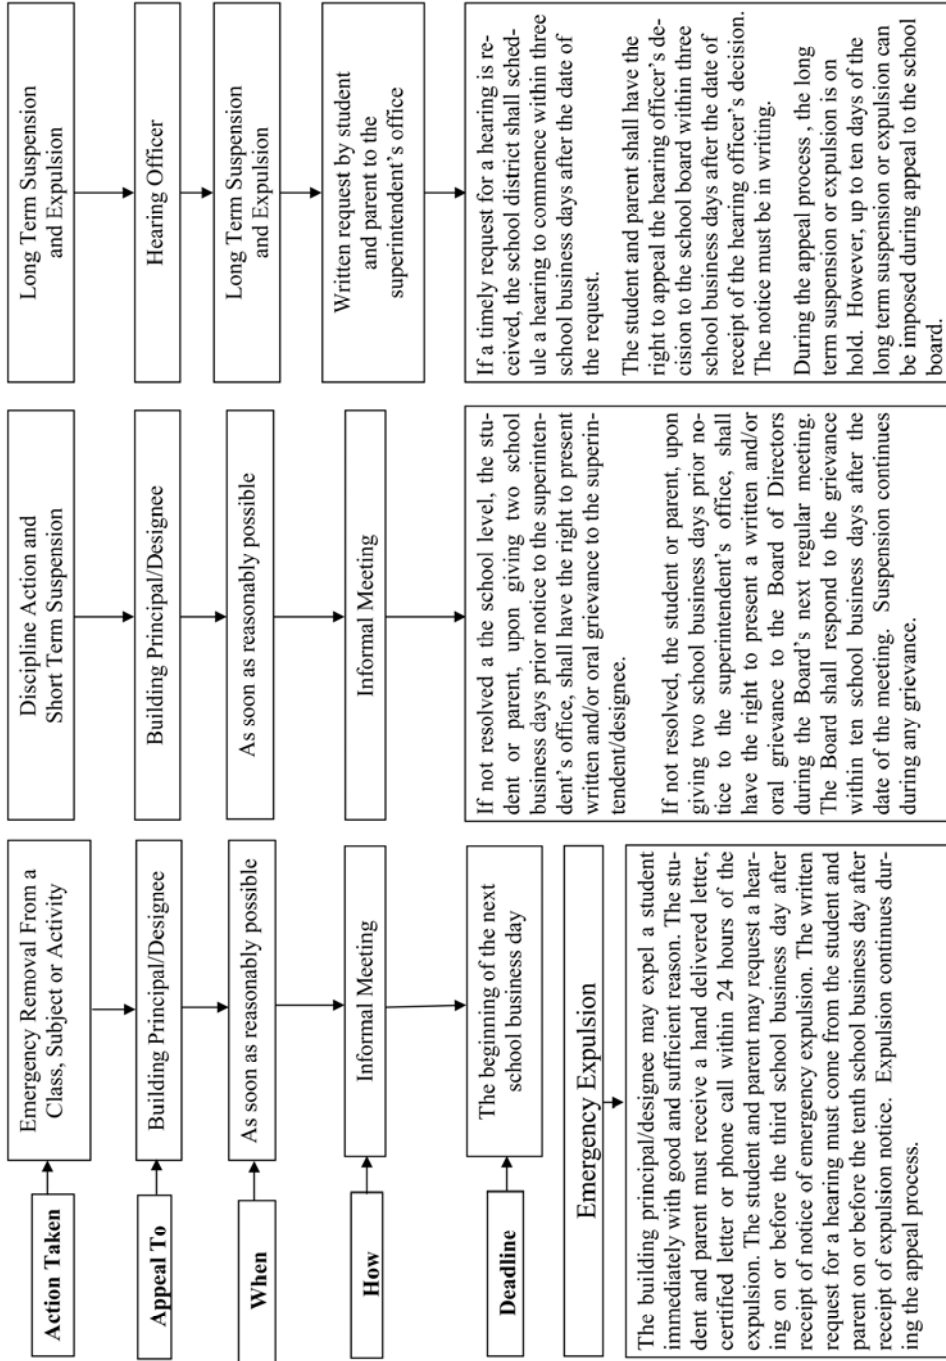 Action Taken
Appeal To
When
How
Deadline
Emergency Removal From a
Class, Subject or Activity
Building Principal/Designee
As soon as reasonably possible
Informal Meeting
The beginning of the next
school business day
Emergency Expulsion
The building principal/designee may expel a student
immediately with good and sufficient reason. The stu-
dent and parent must receive a hand delivered letter,
certified letter or phone call within 24 hours of the
expulsion. The student and parent may request a hear-
ing on or before the third school business day after
receipt of notice of emergency expulsion. The written
request for a hearing must come from the student and
parent on or before the tenth school business day after
receipt of expulsion notice. Expulsion continues dur-
ing the appeal process.
Discipline Action and
Short Term Suspension
Building Principal/Designee
As soon as reasonably possible
Informal Meeting
If not resolved a the school level, the stu-
dent or parent, upon giving two school
business days prior notice to the superinten-
dent's office, shall have the right to present
written and/or oral grievance to the superin-
tendent/designee.
If not resolved, the student or parent, upon
giving two school business days prior no-
tice to the superintendent's office, shall
have the right to present a written and/or
oral grievance to the Board of Directors
during the Board's next regular meeting.
The Board shall respond to the grievance
within ten school business days after the
date of the meeting. Suspension continues
during any grievance.
Long Term Suspension
and Expulsion
Hearing Officer
Long Term Suspension
and Expulsion
Written request by student
and parent to the
superintendent's office
If a timely request for a hearing is re-
ceived, the school district shall sched-
ule a hearing to commence within three
school business days after the date of
the request.
The student and parent shall have the
right to appeal the hearing officer's de-
cision to the school board within three
school business days after the date of
receipt of the hearing officer's decision.
The notice must be in writing.
During the appeal process , the long
term suspension or expulsion is on
hold. However, up to ten days of the
long term suspension or expulsion can
be imposed during appeal to the school
board.